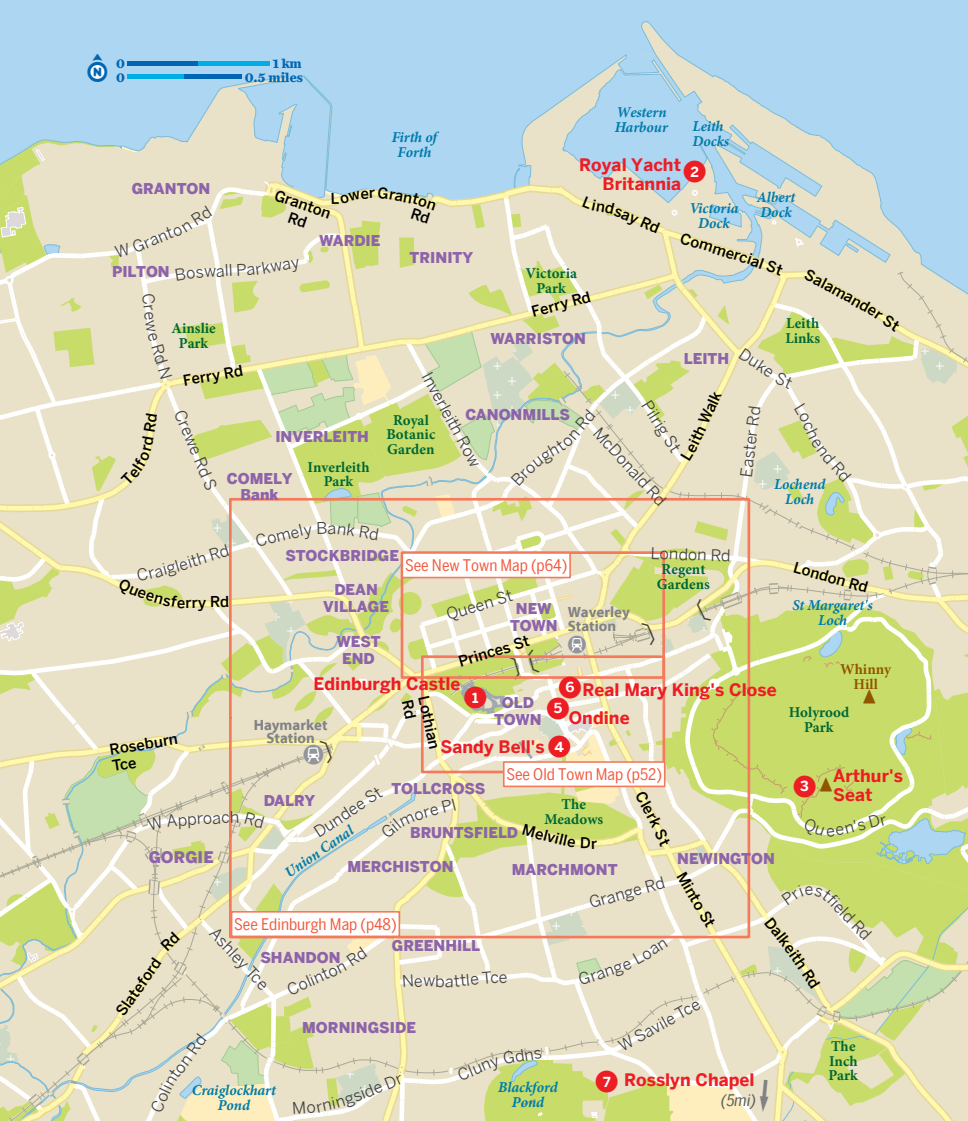 N
0 1 km
0 0.5 miles
Firth of
Forth
Western
Harbour
Leith
Docks
Royal Yacht
Britannia
2
Albert
Dock
Victoria
Dock
GRANTON
Granton
Rd
Lower Granton
Rd
Lindsay Rd
W Granton Rd
WARDIE
Commercial St
TRINITY
PILTON
Boswall Parkway
Victoria
Park
Salamander St
Ferry Rd
Crewe Rd N
Ainslie
Park
WARRISTON
Leith
Links
LEITH
Duke St
Ferry Rd
Inverleith Row
Telford Rd
Crewe Rd S
Royal
Botanic
Garden
CANONMILLS
Pilrig St
Leith Walk
Easter Rd
Lochend Rd
INVERLEITH
Broughton Rd
McDonald Rd
Inverleith
Park
COMELY
Bank
Lochend
Loch
Comely Bank Rd
Craigleith Rd
STOCKBRIDGE
See New Town Map (p64)
London Rd
Regent
Gardens
London Rd
Queensferry Rd
DEAN
VILLAGE
Queen St
NEW
TOWN
Waverley
Station
St Margaret's
Loch
WEST
END
Princes St
Whinny
Hill
Edinburgh Castle
1
6
Real Mary King's Close
OLD
TOWN
5
Ondine
Holyrood
Park
Lothian
Rd
Haymarket
Station
Sandy Bell's
4
Roseburn
Tce
See Old Town Map (p52)
3
Arthur's
Seat
TOLLCROSS
DALRY
Dundee St
Gilmore Pl
The
Meadows
Clerk St
Queen's Dr
W Approach Rd
BRUNTSFIELD
Melville Dr
Union Canal
GORGIE
MERCHISTON
MARCHMONT
NEWINGTON
Grange Rd
Minto St
Priestfield Rd
See Edinburgh Map (p48)
Dalkeith Rd
Slateford Rd
Ashley Tce
SHANDON
GREENHILL
Colinton Rd
Newbattle Tce
Grange Loan
MORNINGSIDE
W Savile Tce
Colinton Rd
Cluny Gdns
The
Inch
Park
Craiglockhart
Pond
Morningside Dr
Blackford
Pond
7
Rosslyn Chapel
(5mi)